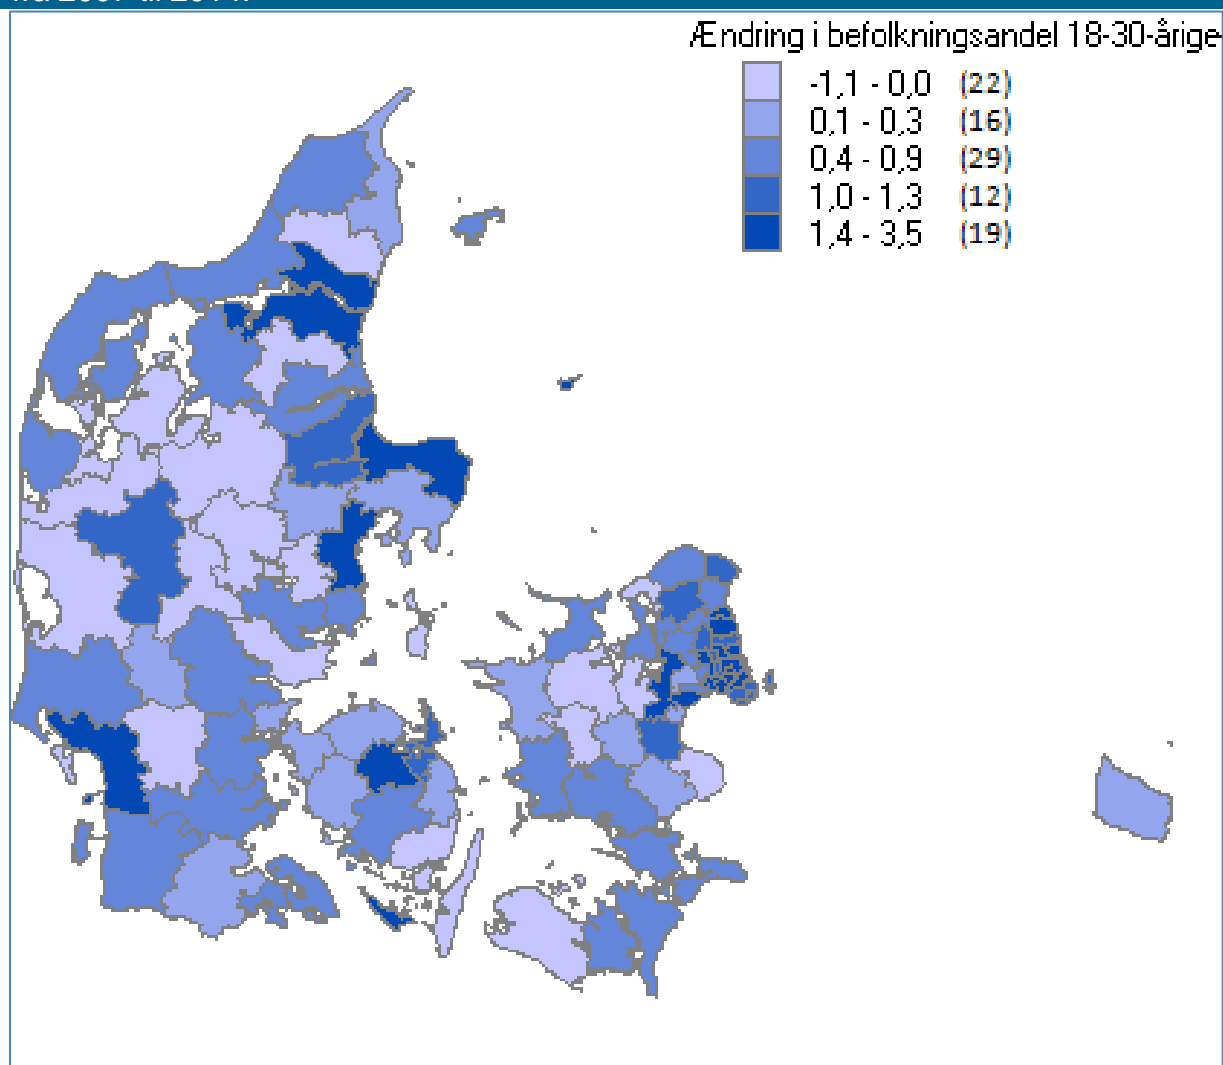 Ændring i befolkningsandel 18-30-årige
-1,1 - 0,0 (22)
0,1 - 0,3 (16)
0,4 - 0,9 (29)
1,0 - 1,3 (12)
1,4 - 3,5 (19)